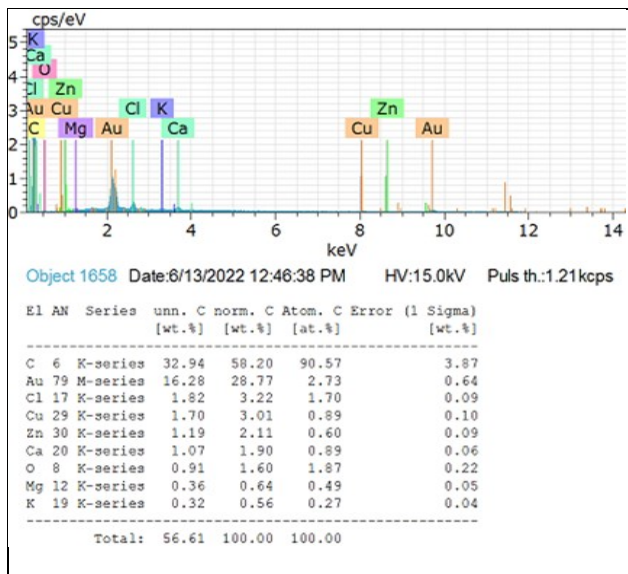 cps/eV
5
K
Ca
4
O
Cl
Zn
3
Au Cu
Cl K
Zn
2
C
Mg
Au
Ca
Cu
Au
1
0
2 4 6 8 10 12 14
keV
Object 1658 Date:6/13/2022 12:46:38 PM HV:15.0kV Puls th.:1.21kcps
El AN Series unn. C norm. C Atom. C Error (1 Sigma)
[wt.%] [wt.%] [at.%] [wt.%]
C 6 K-series 32.94 58.20 90.57 3.87
Au 79 M-series 16.28 28.77 2.73 0.64
Cl 17 K-series 1.82 3.22 1.70 0.09
Cu 29 K-series 1.70 3.01 0.89 0.10
Zn 30 K-series 1.19 2.11 0.60 0.09
Ca 20 K-series 1.07 1.90 0.89 0.06
O 8 K-series 0.91 1.60 1.87 0.22
Mg 12 K-series 0.36 0.64 0.49 0.05
K 19 K-series 0.32 0.56 0.27 0.04
Total: 56.61 100.00 100.00